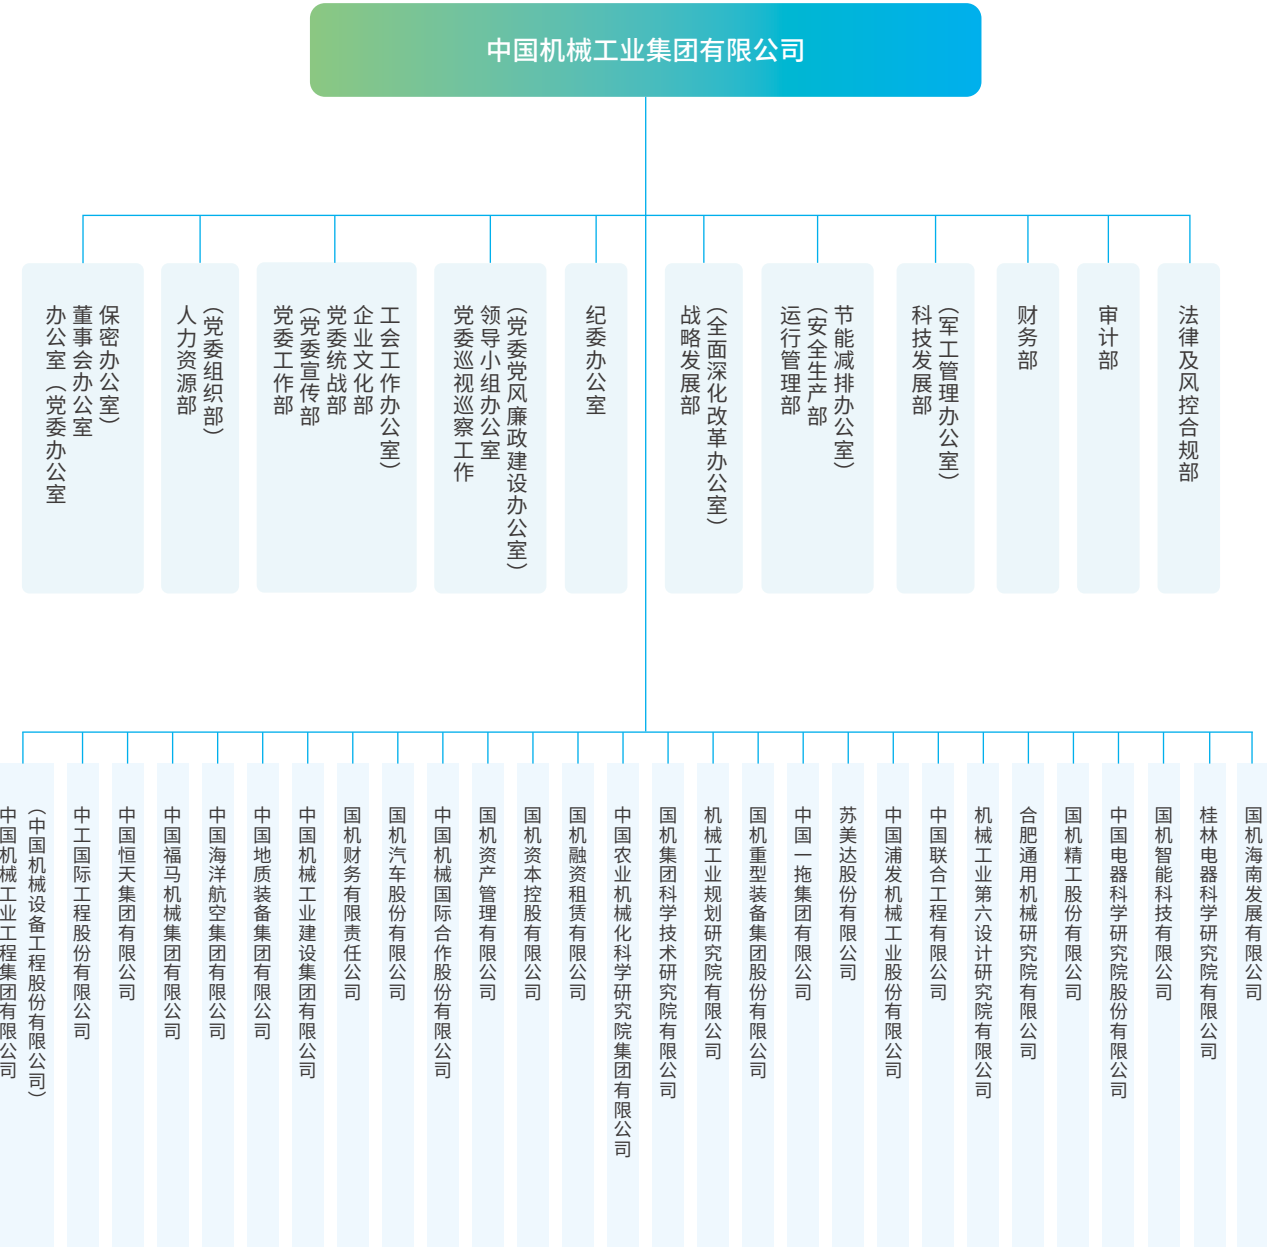 中国机械工业集团有限公司
办公室（党委办公室
董事会办公室
保密办公室）
人力资源部
（党委组织部）
党委工作部
（党委宣传部
党委统战部
企业文化部
工会工作办公室）
党委巡视巡察工作
领导小组办公室
（党委党风廉政建设办公室）
纪委办公室
战略发展部
（全面深化改革办公室）
运行管理部
（安全生产部
节能减排办公室）
科技发展部
（军工管理办公室）
财务部
审计部
法律及风控合规部
中国机械工业工程集团有限公司
（中国机械设备工程股份有限公司）
中工国际工程股份有限公司
中国恒天集团有限公司
中国福马机械集团有限公司
中国海洋航空集团有限公司
中国地质装备集团有限公司
中国机械工业建设集团有限公司
国机财务有限责任公司
国机汽车股份有限公司
中国机械国际合作股份有限公司
国机资产管理有限公司
国机资本控股有限公司
国机融资租赁有限公司
中国农业机械化科学研究院集团有限公司
国机集团科学技术研究院有限公司
机械工业规划研究院有限公司
国机重型装备集团股份有限公司
中国一拖集团有限公司
苏美达股份有限公司
中国浦发机械工业股份有限公司
中国联合工程有限公司
机械工业第六设计研究院有限公司
合肥通用机械研究院有限公司
国机精工股份有限公司
中国电器科学研究院股份有限公司
国机智能科技有限公司
桂林电器科学研究院有限公司
国机海南发展有限公司